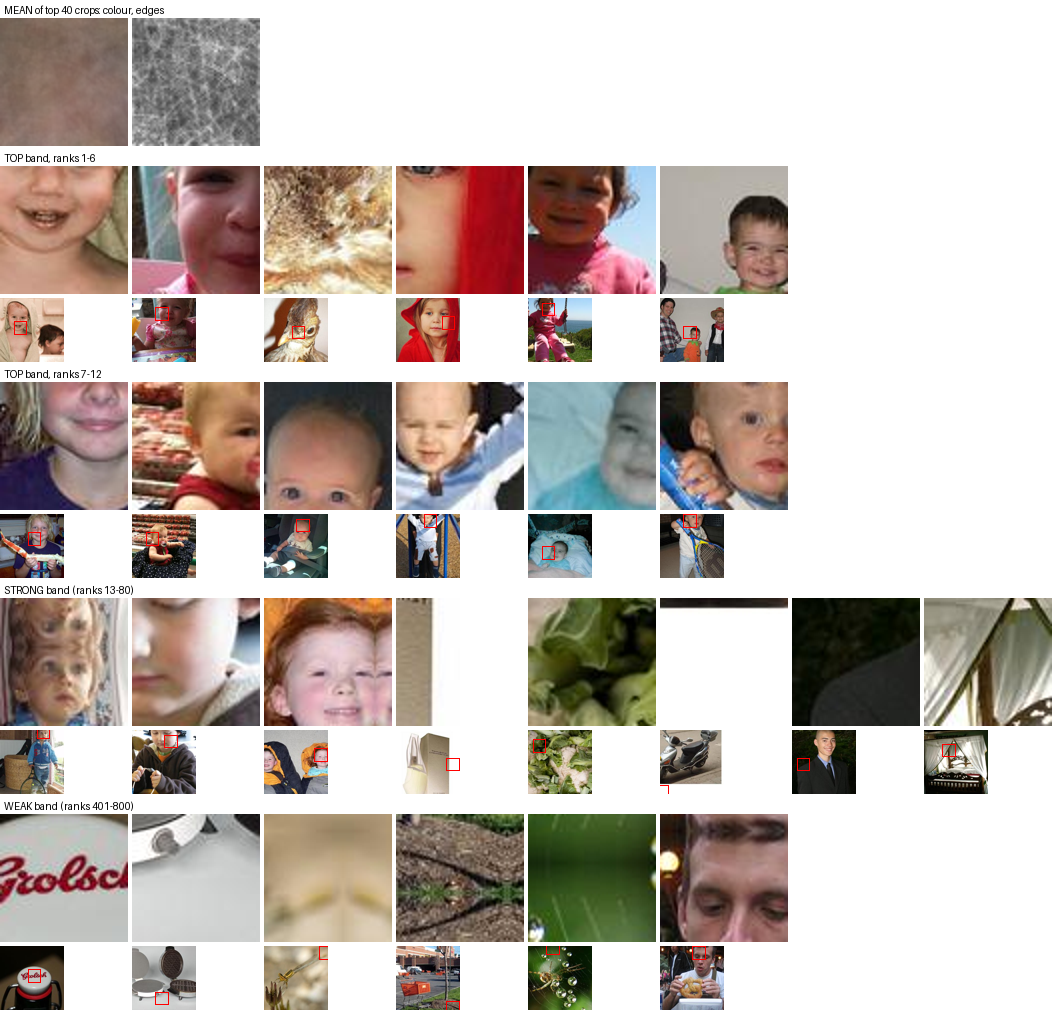 MEAN of top 40 crops: colour, edges
TOP band, ranks 1-6
TOP band, ranks 7-12
STRONG band (ranks 13-80)
WEAK band (ranks 401-800)
Grolsch